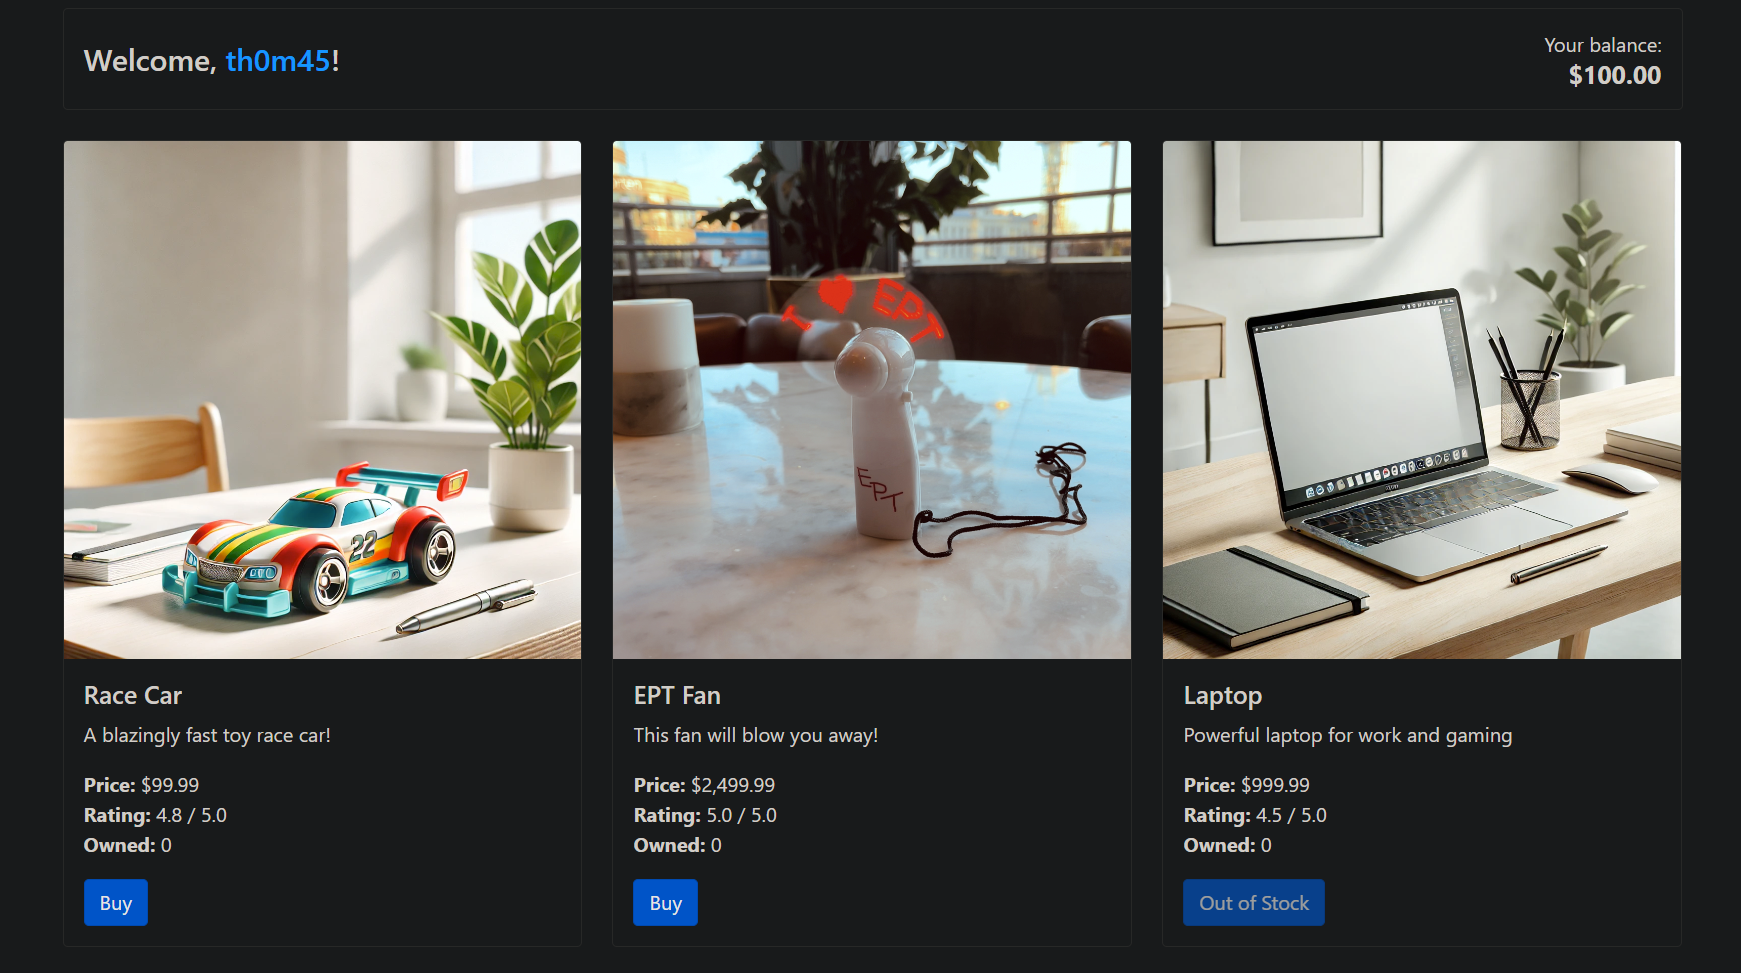 Welcome, th0m45!
Your balance:
$100.00
I ❤ EPT
EPT
22
Race Car
A blazingly fast toy race car!
Price: $99.99
Rating: 4.8 / 5.0
Owned: 0
Buy
EPT Fan
This fan will blow you away!
Price: $2,499.99
Rating: 5.0 / 5.0
Owned: 0
Buy
Laptop
Powerful laptop for work and gaming
Price: $999.99
Rating: 4.5 / 5.0
Owned: 0
Out of Stock